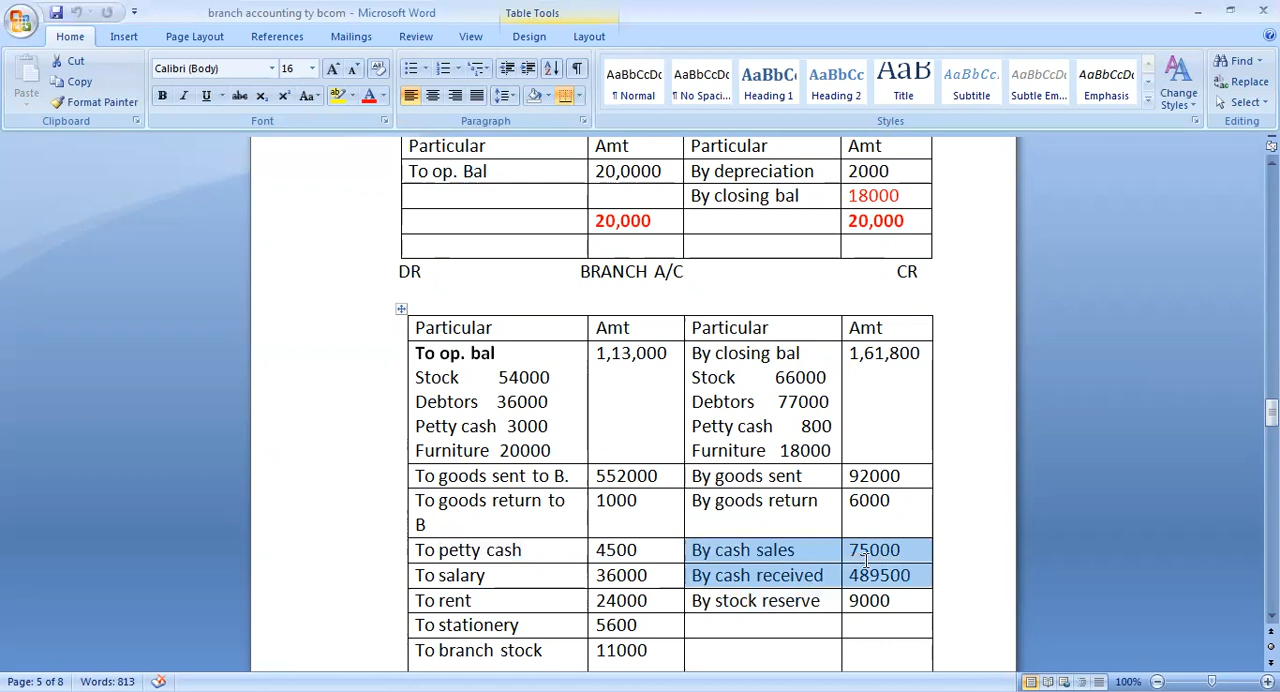 branch accounting ty bcom - Microsoft Word
Table Tools
Home Insert Page Layout References Mailings Review View Design Layout
Paste
Cut
Copy
Format Painter
Clipboard
Calibri (Body) 16
Font
Paragraph
AaBbCcDc AaBbCcDc AaBbC AaBbCc AaB AaBbCc. AaBbCcDc AaBbCcDc
¶ Normal ¶ No Spaci... Heading 1 Heading 2 Title Subtitle Subtle Em... Emphasis
Change
Styles
Styles
Find
Replace
Select
Editing
Particular Amt Particular Amt
To op. Bal 20,0000 By depreciation 2000
By closing bal 18000
20,000 20,000
DR BRANCH A/C CR
Particular Amt Particular Amt
To op. bal 1,13,000 By closing bal 1,61,800
Stock 54000 Stock 66000
Debtors 36000 Debtors 77000
Petty cash 3000 Petty cash 800
Furniture 20000 Furniture 18000
To goods sent to B. 552000 By goods sent 92000
To goods return to 1000 By goods return 6000
B
To petty cash 4500 By cash sales 75000
To salary 36000 By cash received 489500
To rent 24000 By stock reserve 9000
To stationery 5600
To branch stock 11000
Page: 5 of 8 Words: 813 100%